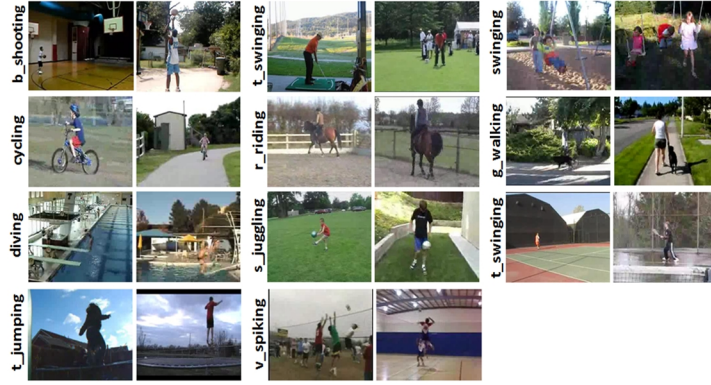 b_shooting
t_swinging
swinging
cycling
r_riding
g_walking
diving
s_juggling
t_swinging
t_jumping
v_spiking